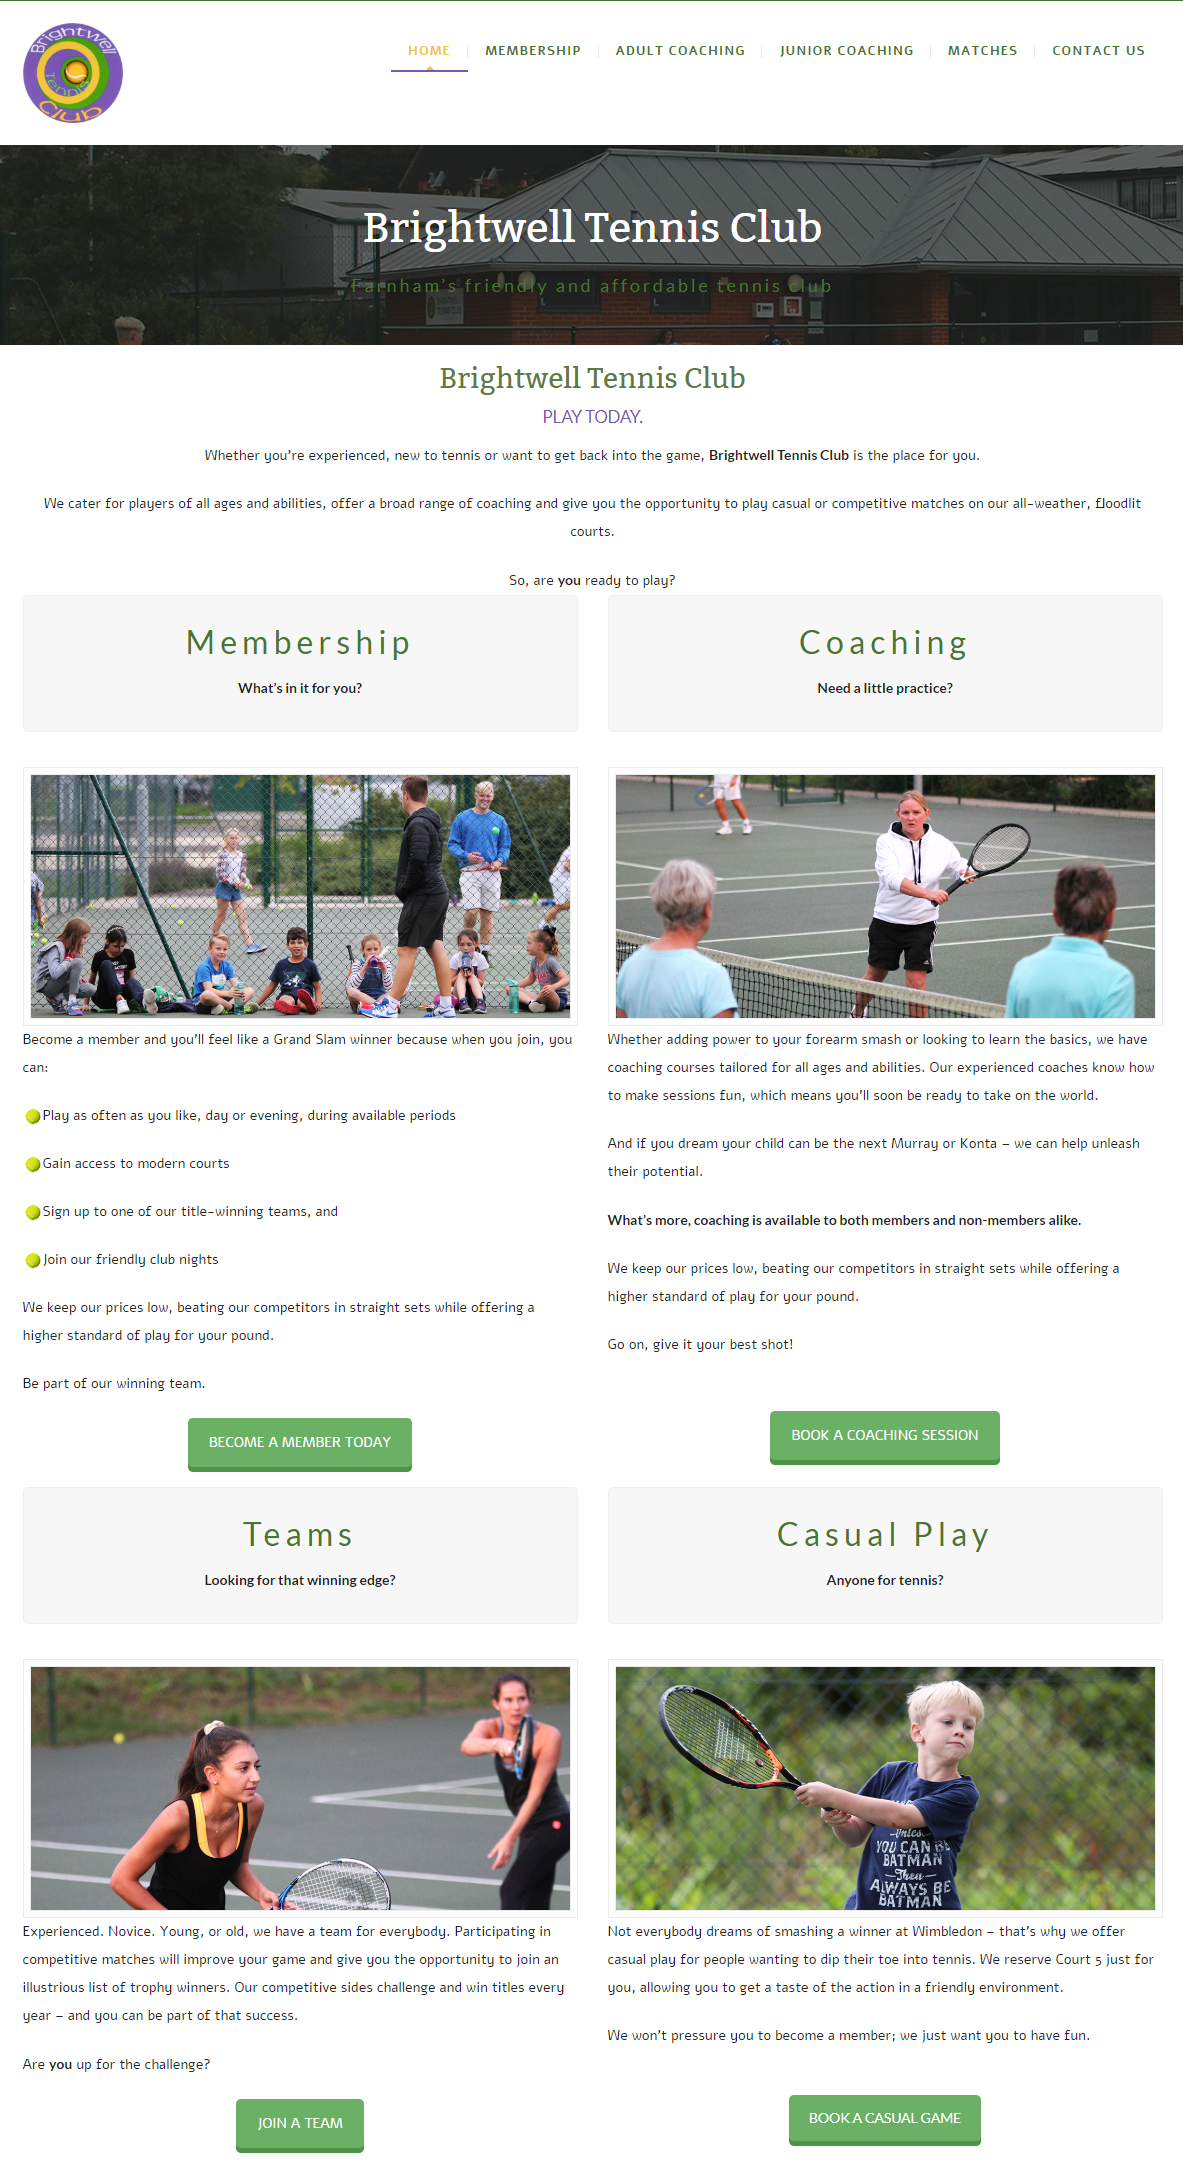 Brightwell
Tennis
Club
HOME
MEMBERSHIP
ADULT COACHING
JUNIOR COACHING
MATCHES
CONTACT US
Brightwell Tennis Club
Farnham's friendly and affordable tennis club
Brightwell Tennis Club
PLAY TODAY.
Whether you're experienced, new to tennis or want to get back into the game, Brightwell Tennis Club is the place for you.
We cater for players of all ages and abilities, offer a broad range of coaching and give you the opportunity to play casual or competitive matches on our all-weather, floodlit
courts.
So, are you ready to play?
Membership
What's in it for you?
Become a member and you'll feel like a Grand Slam winner because when you join, you
can:
Play as often as you like, day or evening, during available periods
Gain access to modern courts
Sign up to one of our title-winning teams, and
Join our friendly club nights
We keep our prices low, beating our competitors in straight sets while offering a
higher standard of play for your pound.
Be part of our winning team.
BECOME A MEMBER TODAY
Coaching
Need a little practice?
Whether adding power to your forearm smash or looking to learn the basics, we have
coaching courses tailored for all ages and abilities. Our experienced coaches know how
to make sessions fun, which means you'll soon be ready to take on the world.
And if you dream your child can be the next Murray or Konta – we can help unleash
their potential.
What's more, coaching is available to both members and non-members alike.
We keep our prices low, beating our competitors in straight sets while offering a
higher standard of play for your pound.
Go on, give it your best shot!
BOOK A COACHING SESSION
Teams
Looking for that winning edge?
Experienced. Novice. Young, or old, we have a team for everybody. Participating in
competitive matches will improve your game and give you the opportunity to join an
illustrious list of trophy winners. Our competitive sides challenge and win titles every
year – and you can be part of that success.
Are you up for the challenge?
JOIN A TEAM
Casual Play
Anyone for tennis?
Unless
YOU CAN BE
BATMAN
Then
ALWAYS BE
BATMAN
Not everybody dreams of smashing a winner at Wimbledon – that's why we offer
casual play for people wanting to dip their toe into tennis. We reserve Court 5 just for
you, allowing you to get a taste of the action in a friendly environment.
We won't pressure you to become a member; we just want you to have fun.
BOOK A CASUAL GAME